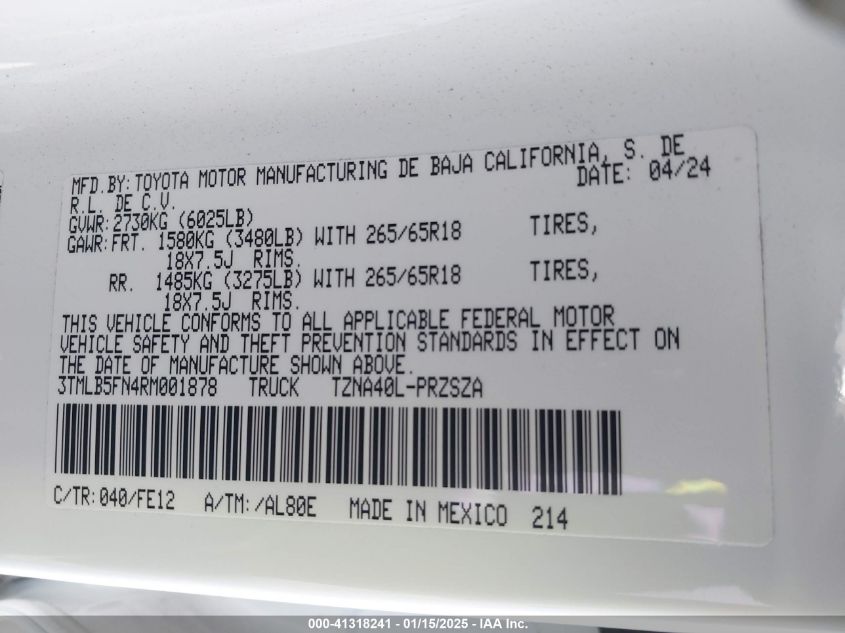 MFD.BY: TOYOTA MOTOR MANUFACTURING DE BAJA CALIFORNIA, S. DE
R.L. DE C.V. DATE: 04/24
GVWR: 2730KG (6025LB)
GAWR: FRT. 1580KG (3480LB) WITH 265/65R18 TIRES,
18X7.5J RIMS.
RR. 1485KG (3275LB) WITH 265/65R18 TIRES,
18X7.5J RIMS.
THIS VEHICLE CONFORMS TO ALL APPLICABLE FEDERAL MOTOR
VEHICLE SAFETY AND THEFT PREVENTION STANDARDS IN EFFECT ON
THE DATE OF MANUFACTURE SHOWN ABOVE.
3TMLB5FN4RM001878 TRUCK TZNA40L-PRZSZA
C/TR: 040/FE12 A/TM: /AL80E MADE IN MEXICO 214
000-41318241 - 01/15/2025 - IAA Inc.